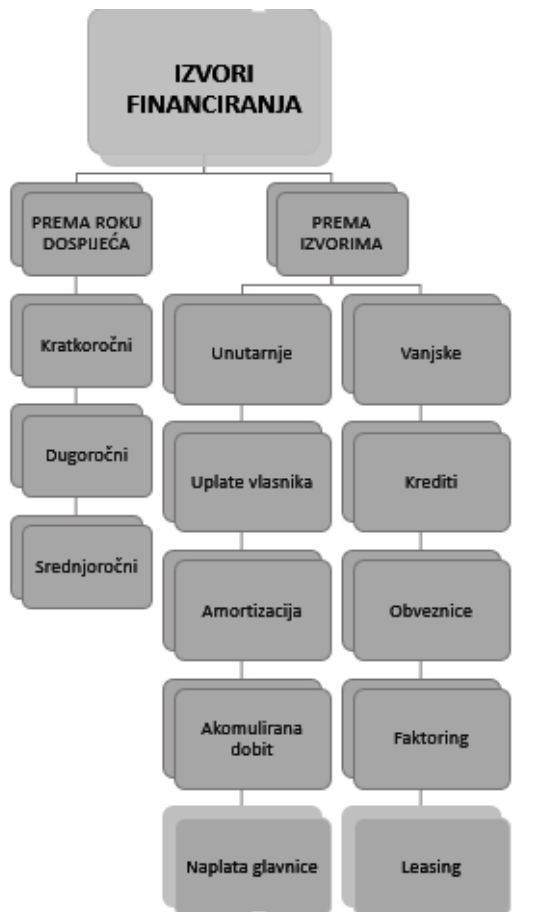 IZVORI
FINANCIRANJA
PREMA ROKU
DOSPIJEĆA
PREMA
IZVORIMA
Kratkoročni
Unutarnje
Vanjske
Dugoročni
Uplate vlasnika
Krediti
Srednjoročni
Amortizacija
Obveznice
Akomulirana
dobit
Faktoring
Naplata glavnice
Leasing